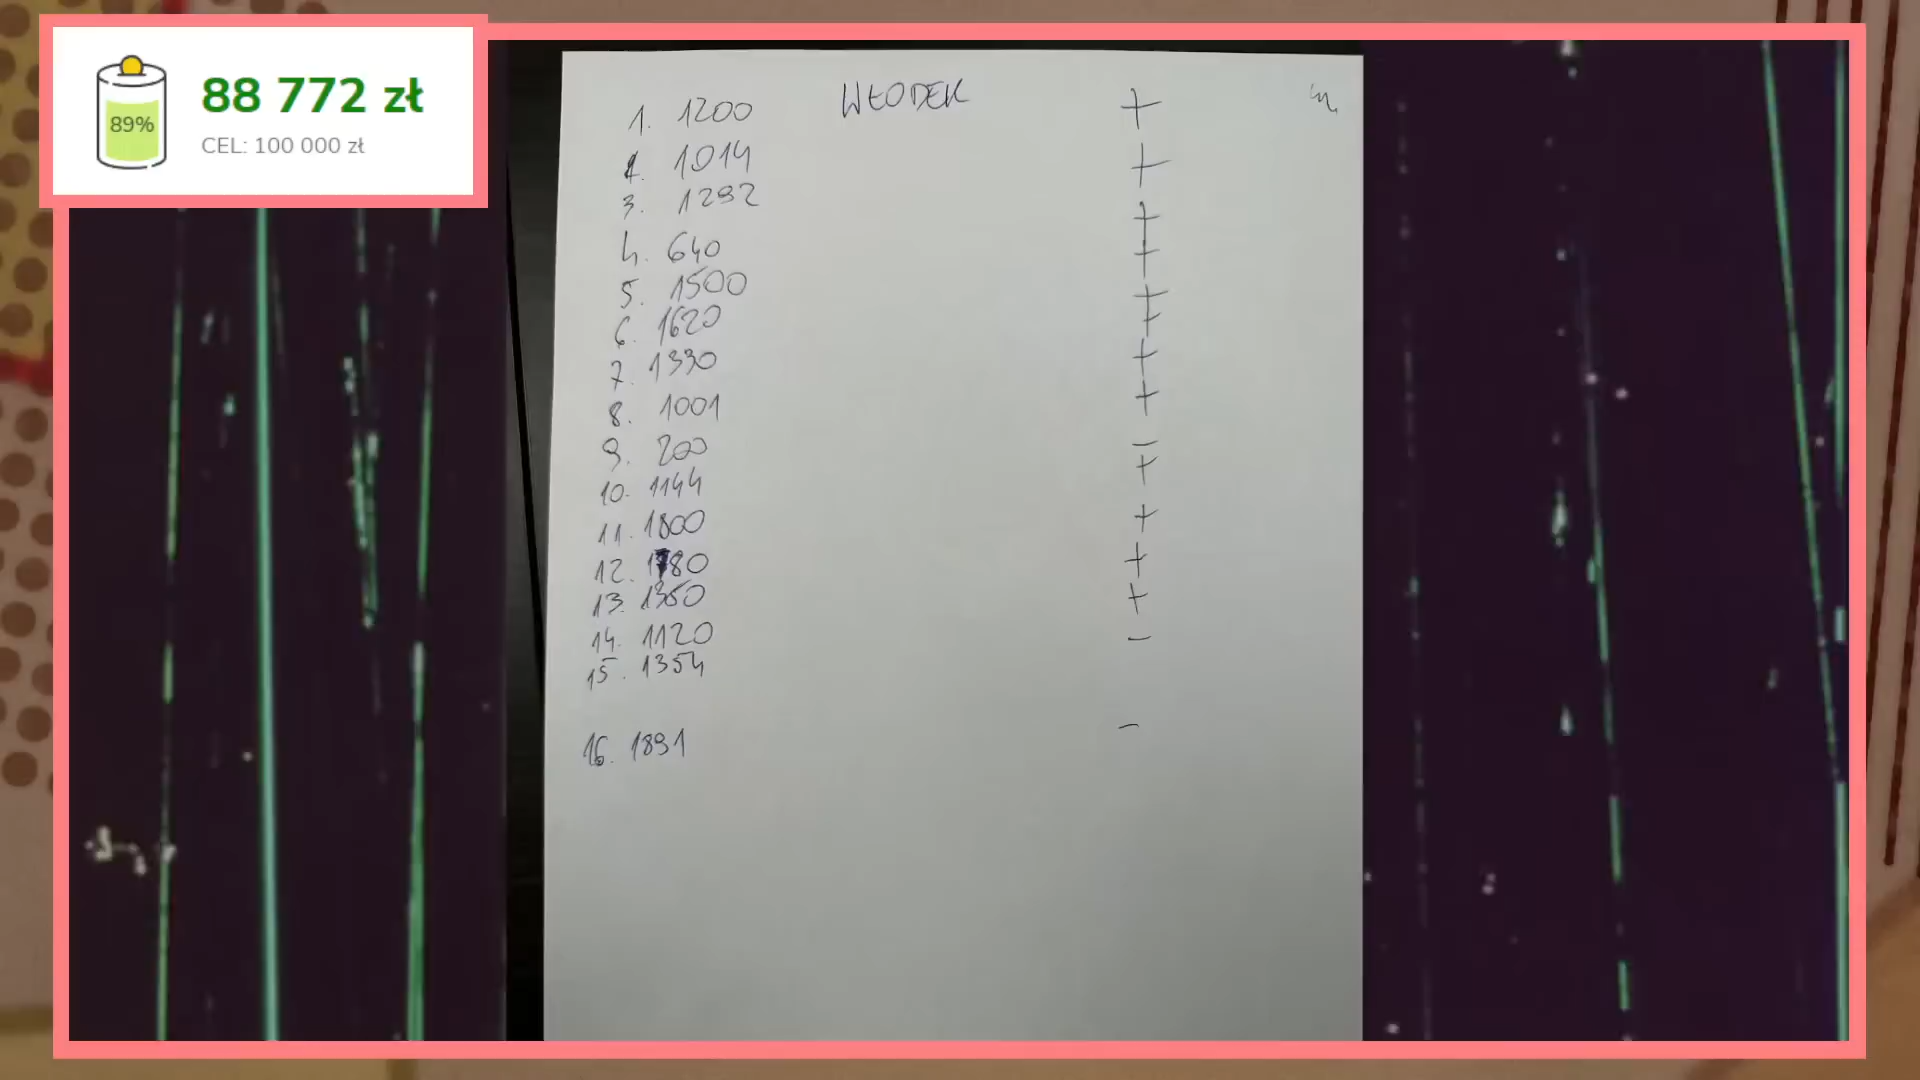 88 772 zł
89%
CEL: 100 000 zł
WŁODEK
1. 1200 +
1014 +
3. 1292 +
4. 640 +
5. 1500 +
6. 1620 +
7. 1330 +
8. 1001 +
9. 200 –
10. 1144 +
11. 1800 +
12. 1780 +
13. 1350 +
14. 1120 –
15. 1354
16. 1891 –